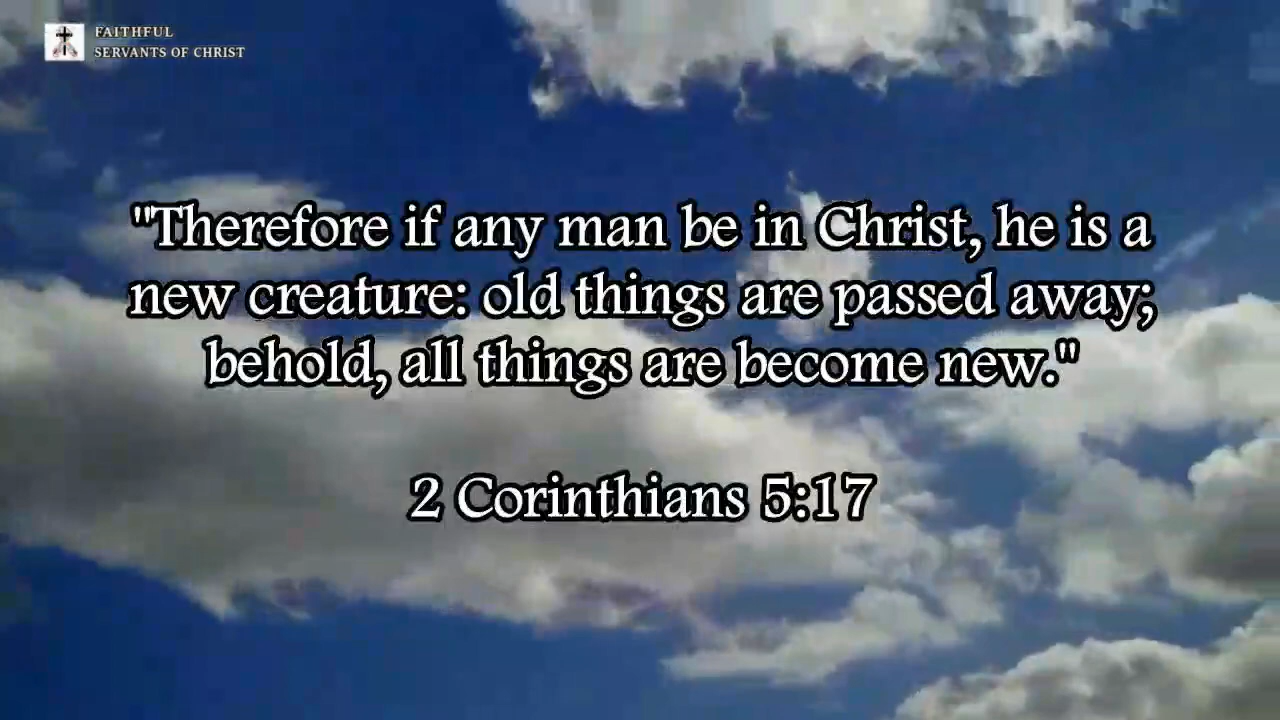 FAITHFUL
SERVANTS OF CHRIST
"Therefore if any man be in Christ, he is a
new creature: old things are passed away;
behold, all things are become new."
2 Corinthians 5:17